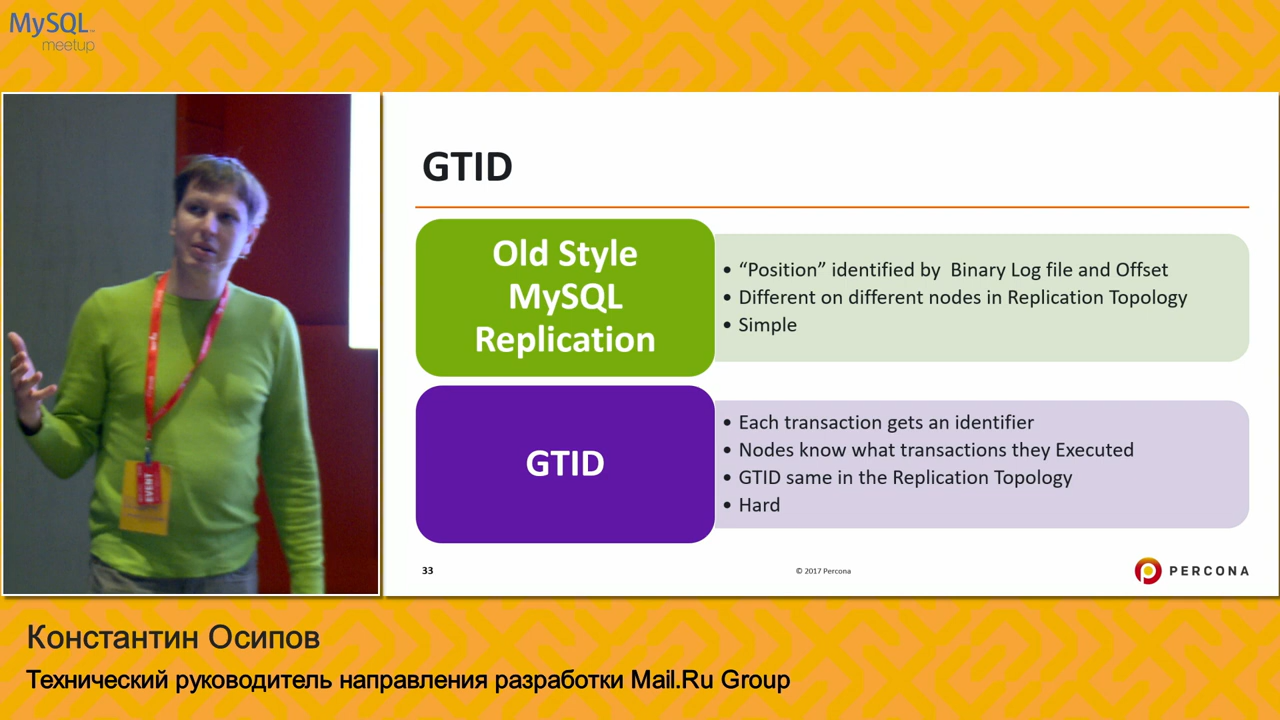 MySQL
meetup
GTID
Old Style
MySQL
Replication
• “Position” identified by Binary Log file and Offset
• Different on different nodes in Replication Topology
• Simple
GTID
• Each transaction gets an identifier
• Nodes know what transactions they Executed
• GTID same in the Replication Topology
• Hard
33
© 2017 Percona
PERCONA
EVENT
Константин Осипов
Технический руководитель направления разработки Mail.Ru Group